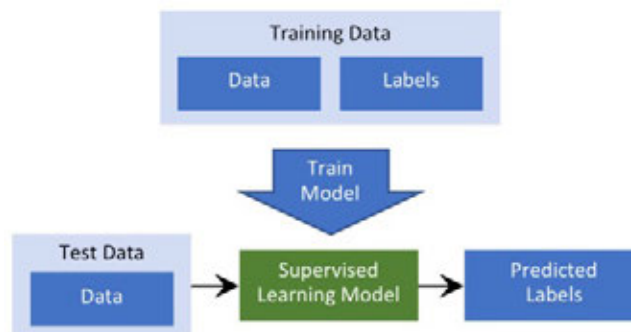 Training Data
Data
Labels
Train
Model
Test Data
Data
Supervised
Learning Model
Predicted
Labels